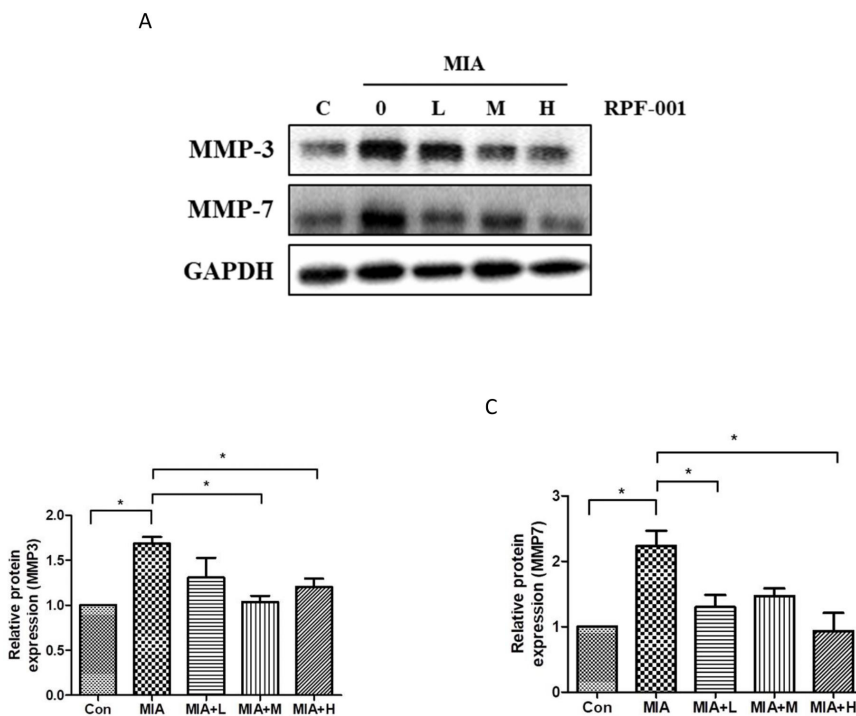 A
MIA
C 0 L M H RPF-001
MMP-3
MMP-7
GAPDH
C
* * *
* * *
Relative protein
expression (MMP3)
2.0
1.5
1.0
0.5
0.0
Con MIA MIA+L MIA+M MIA+H
Relative protein
expression (MMP7)
3
2
1
0
Con MIA MIA+L MIA+M MIA+H